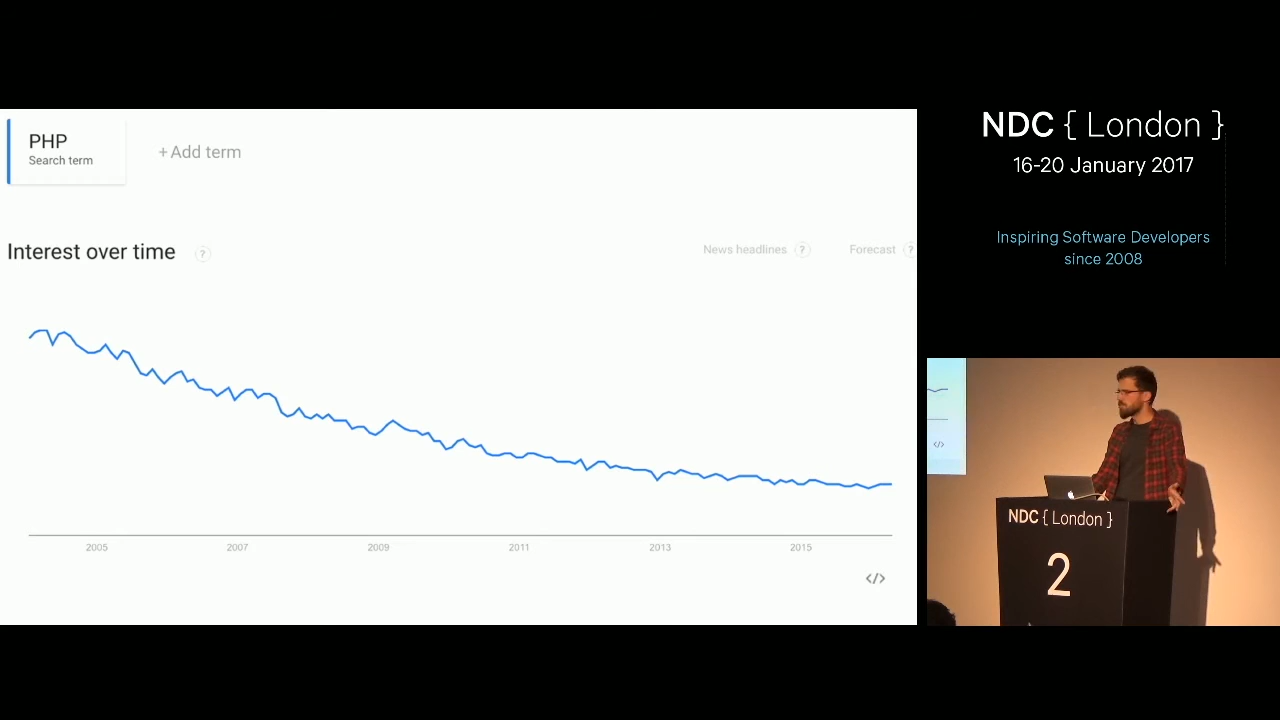 PHP
Search term
+ Add term
Interest over time
?
News headlines ?
Forecast ?
2005 2007 2009 2011 2013 2015
</>
NDC { London }
16-20 January 2017
Inspiring Software Developers
since 2008
</>
NDC { London }
2